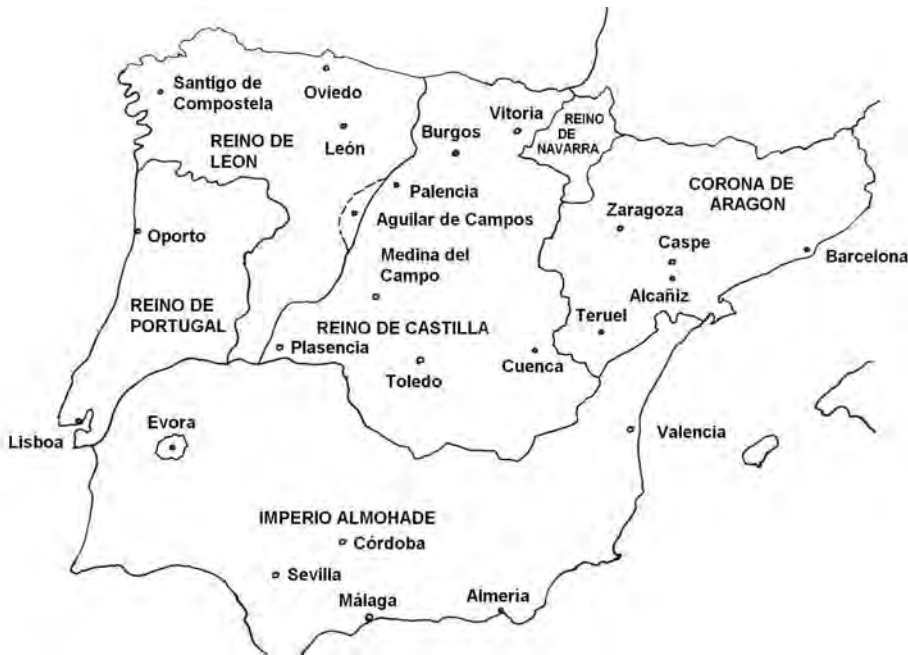 Santigo de
Compostela
Oviedo
REINO DE
LEON
León
Burgos
Vitoria
REINO
DE
NAVARRA
Palencia
Aguilar de Campos
Medina del
Campo
CORONA DE
ARAGON
Zaragoza
Caspe
Alcañiz
Teruel
Barcelona
Oporto
REINO DE
PORTUGAL
REINO DE CASTILLA
Plasencia
Toledo
Cuenca
Lisboa
Evora
Valencia
IMPERIO ALMOHADE
Córdoba
Sevilla
Málaga
Almeria